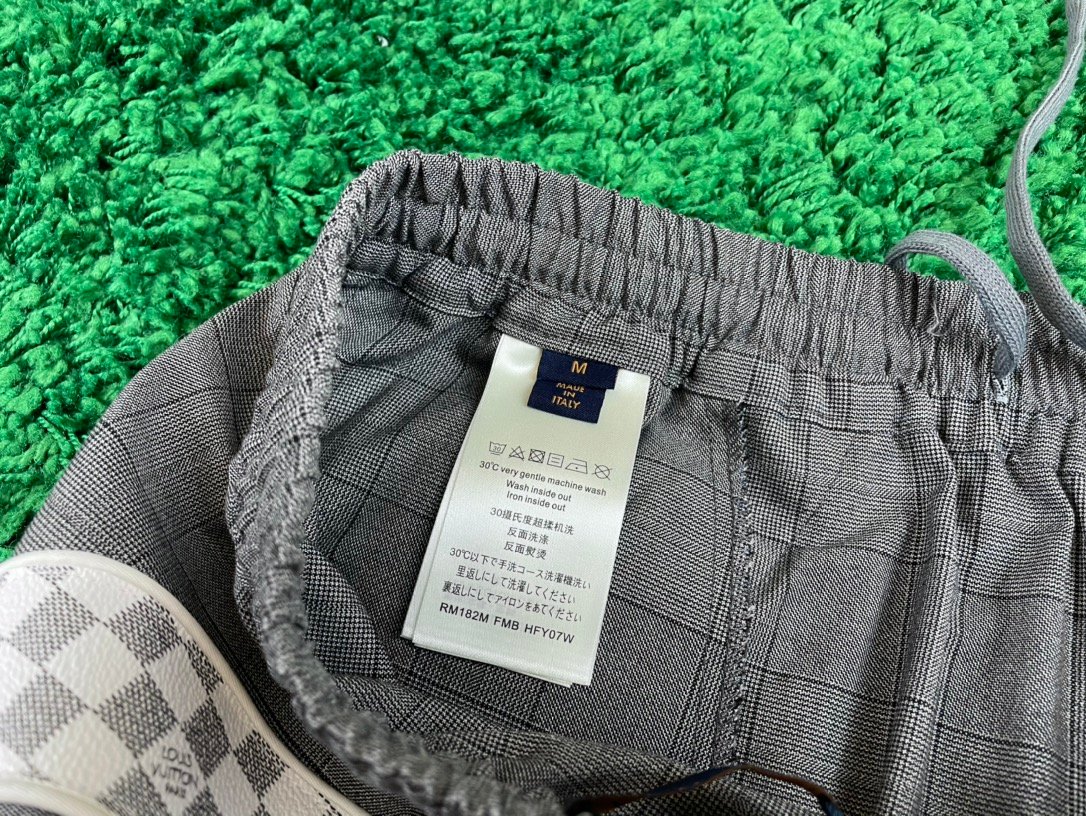 M
MADE
IN
ITALY
30
30℃ very gentle machine wash
Wash inside out
Iron inside out
30摄氏度超揉机洗
反面洗涤
反面熨烫
30℃以下で手洗コース洗濯機洗い
里返しにして洗濯してください
裏返しにしてアイロンをあてください
RM182M FMB HFY07W
LOUIS
VUITTON
PARIS